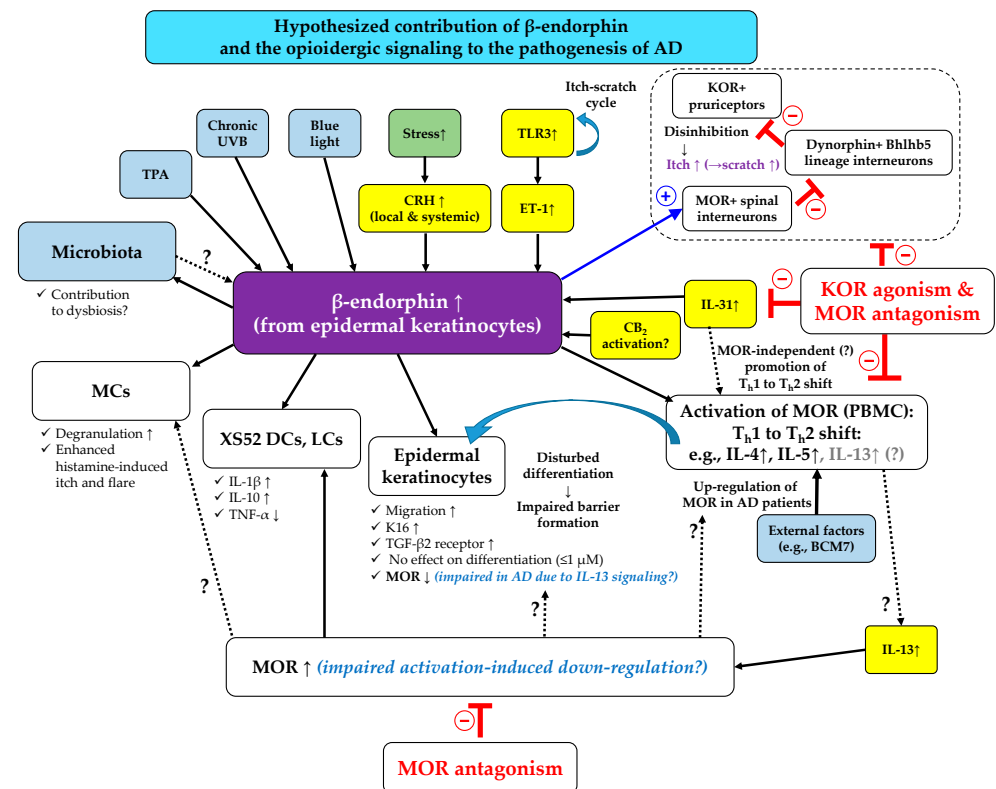 Hypothesized contribution of β-endorphin
and the opioidergic signaling to the pathogenesis of AD
Itch-scratch
cycle
KOR+
pruriceptors
Chronic
UVB
Blue
light
Stress↑
TLR3↑
Disinhibition
↓
Itch ↑ (→scratch ↑)
Dynorphin+ Bhlhb5
lineage interneurons
TPA
CRH ↑
(local & systemic)
ET-1↑
MOR+ spinal
interneurons
Microbiota
?
✓ Contribution
to dysbiosis?
β-endorphin ↑
(from epidermal keratinocytes)
IL-31↑
KOR agonism &
MOR antagonism
CB2
activation?
MOR-independent (?)
promotion of
Th1 to Th2 shift
MCs
✓ Degranulation ↑
✓ Enhanced
histamine-induced
itch and flare
XS52 DCs, LCs
✓ IL-1β ↑
✓ IL-10 ↑
✓ TNF-α ↓
Epidermal
keratinocytes
✓ Migration ↑
✓ K16 ↑
✓ TGF-β2 receptor ↑
✓ No effect on differentiation (≤1 μM)
✓ MOR ↓ (impaired in AD due to IL-13 signaling?)
Disturbed
differentiation
↓
Impaired barrier
formation
Activation of MOR (PBMC):
Th1 to Th2 shift:
e.g., IL-4↑, IL-5↑, IL-13↑ (?)
Up-regulation of
MOR in AD patients
External factors
(e.g., BCM7)
?
?
?
?
IL-13↑
MOR ↑ (impaired activation-induced down-regulation?)
MOR antagonism